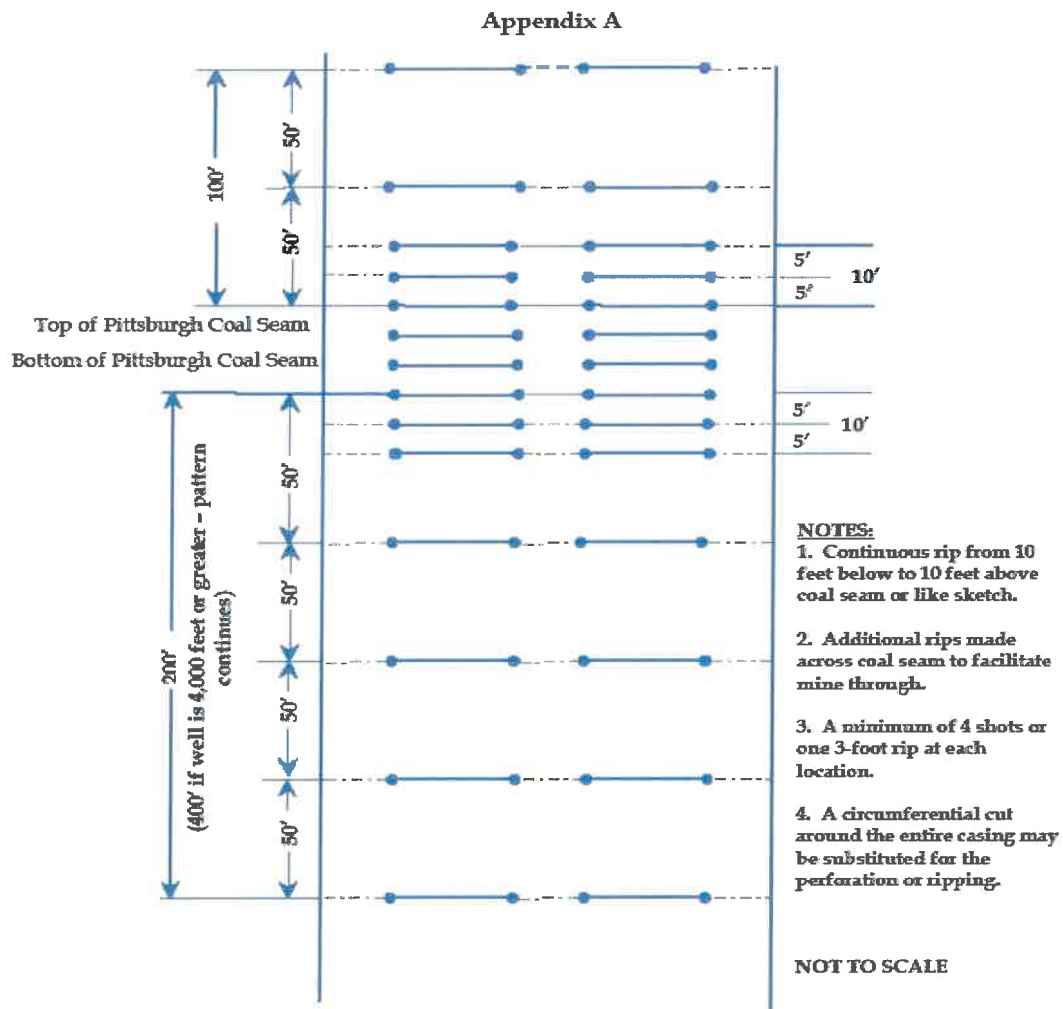 Appendix A
50'
100'
50'
5'
10'
5'
Top of Pittsburgh Coal Seam
Bottom of Pittsburgh Coal Seam
5'
10'
5'
50'
50'
50'
50'
200'
(400' if well is 4,000 feet or greater – pattern
continues)
NOTES:
1. Continuous rip from 10
feet below to 10 feet above
coal seam or like sketch.
2. Additional rips made
across coal seam to facilitate
mine through.
3. A minimum of 4 shots or
one 3-foot rip at each
location.
4. A circumferential cut
around the entire casing may
be substituted for the
perforation or ripping.
NOT TO SCALE